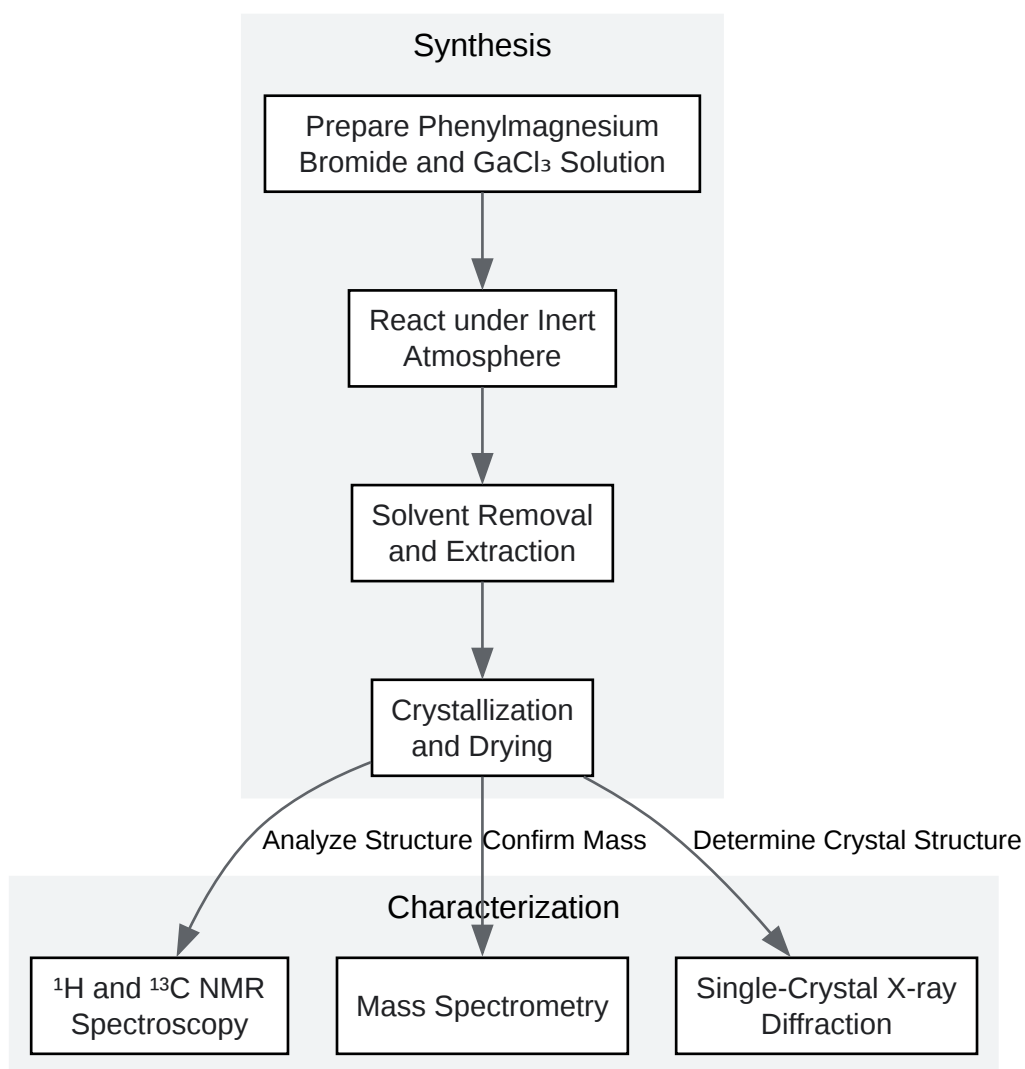 Synthesis
Prepare Phenylmagnesium
Bromide and GaCl₃ Solution
React under Inert
Atmosphere
Solvent Removal
and Extraction
Crystallization
and Drying
Analyze Structure
Confirm Mass
Determine Crystal Structure
Characterization
¹H and ¹³C NMR
Spectroscopy
Mass Spectrometry
Single-Crystal X-ray
Diffraction